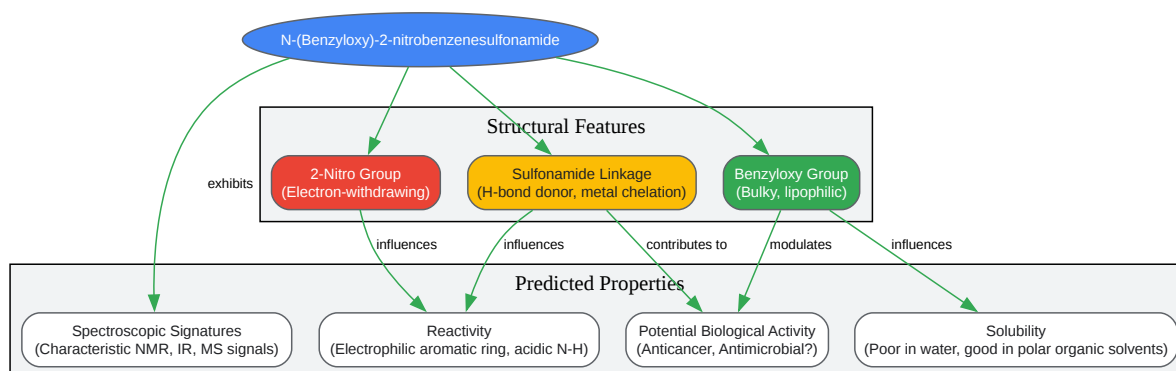 N-(Benzyloxy)-2-nitrobenzenesulfonamide
Structural Features
2-Nitro Group
(Electron-withdrawing)
Sulfonamide Linkage
(H-bond donor, metal chelation)
Benzyloxy Group
(Bulky, lipophilic)
exhibits
influences
influences
contributes to
modulates
influences
Predicted Properties
Spectroscopic Signatures
(Characteristic NMR, IR, MS signals)
Reactivity
(Electrophilic aromatic ring, acidic N-H)
Potential Biological Activity
(Anticancer, Antimicrobial?)
Solubility
(Poor in water, good in polar organic solvents)